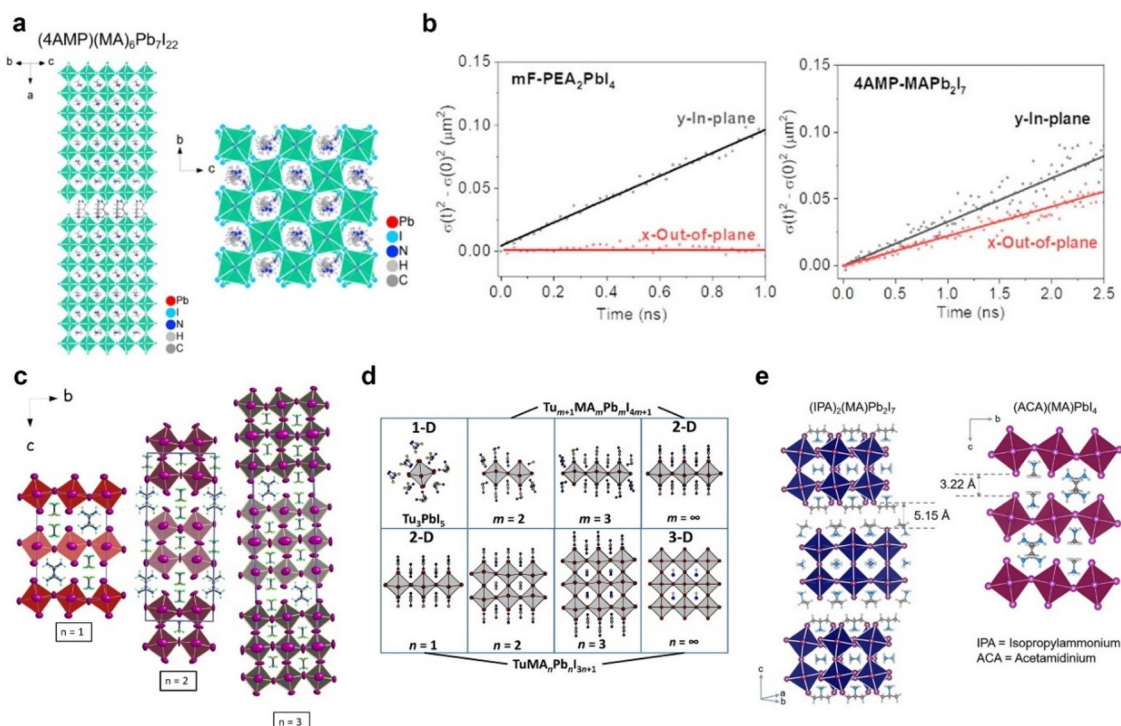 a
(4AMP)(MA)6Pb7I22
b c
a
b
c
Pb
I
N
H
C
Pb
I
N
H
C
b
mF-PEA2PbI4
y-In-plane
x-Out-of-plane
σ(t)2 - σ(0)2 (μm2)
0.15
0.10
0.05
0.00
0.0 0.2 0.4 0.6 0.8 1.0
Time (ns)
4AMP-MAPb2I7
y-In-plane
x-Out-of-plane
σ(t)2 - σ(0)2 (μm2)
0.15
0.10
0.05
0.00
0.0 0.5 1.0 1.5 2.0 2.5
Time (ns)
c
b
c
n = 1
n = 2
n = 3
d
Tum+1MAmPbmI4m+1
1-D
2-D
Tu3PbI5
m = 2
m = 3
m = ∞
2-D
3-D
n = 1
n = 2
n = 3
n = ∞
TuMAnPbnI3n+1
e
(IPA)2(MA)Pb2I7
(ACA)(MA)PbI4
b
c
3.22 Å
5.15 Å
IPA = Isopropylammonium
ACA = Acetamidinium
c
a
b